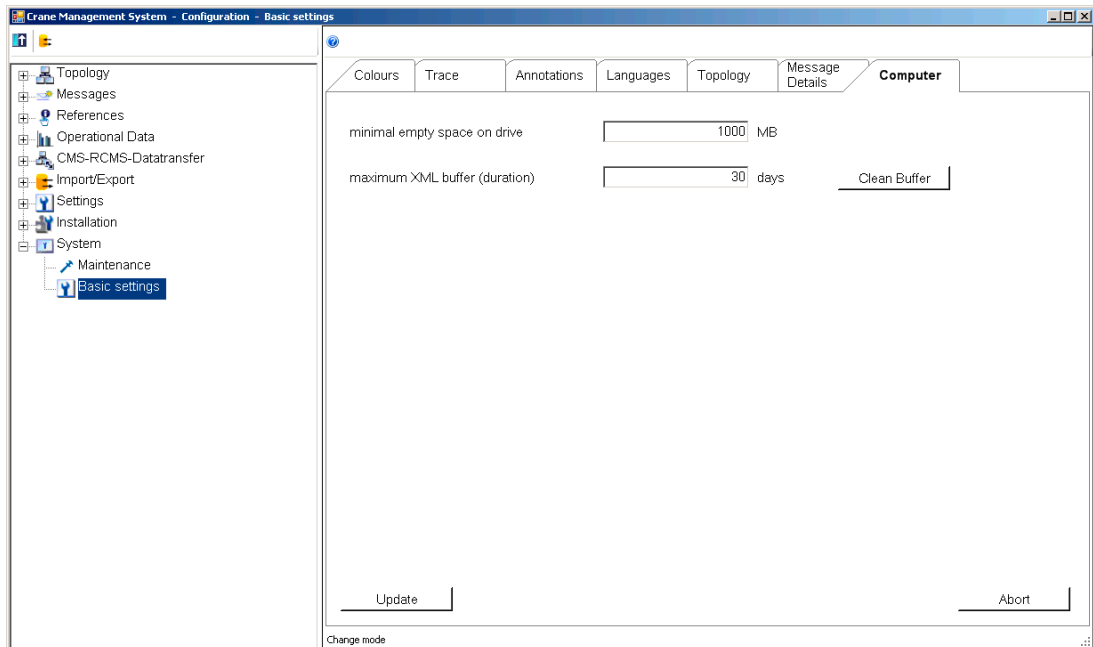 Crane Management System - Configuration - Basic settings
Topology
Messages
References
Operational Data
CMS-RCMS-Datatransfer
Import/Export
Settings
Installation
System
Maintenance
Basic settings
Colours Trace Annotations Languages Topology Message Details Computer
minimal empty space on drive 1000 MB
maximum XML buffer (duration) 30 days Clean Buffer
Update Abort
Change mode